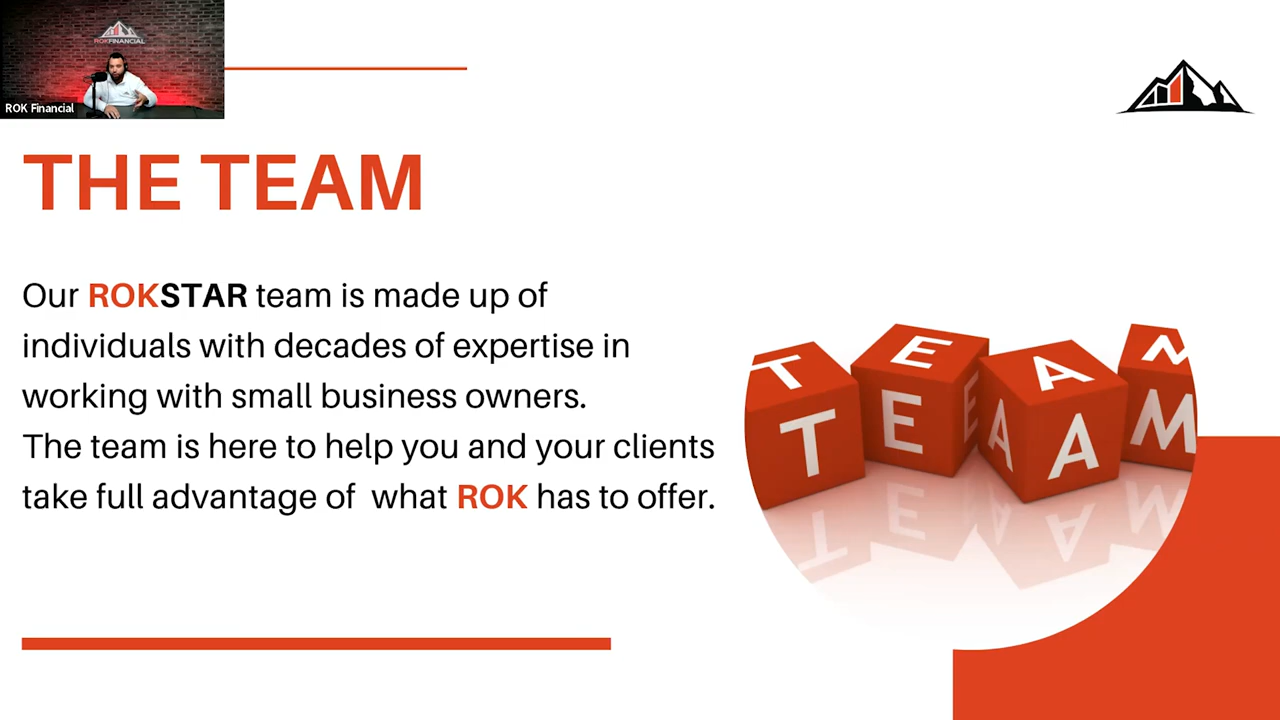 ROKFINANCIAL
ROK Financial
THE TEAM
Our ROKSTAR team is made up of
individuals with decades of expertise in
working with small business owners.
The team is here to help you and your clients
take full advantage of  what ROK has to offer.
T E A M
T E E A A M